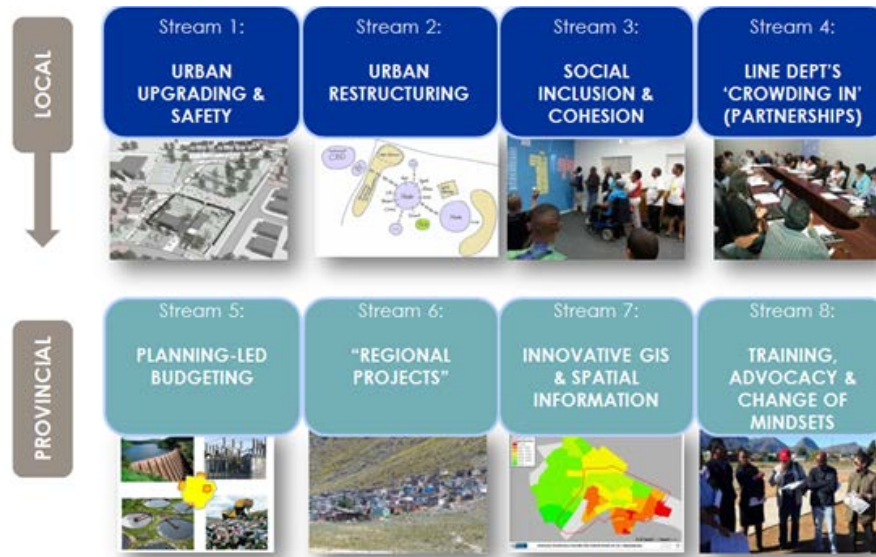 LOCAL
Stream 1:
URBAN
UPGRADING &
SAFETY
Stream 2:
URBAN
RESTRUCTURING
Stream 3:
SOCIAL
INCLUSION &
COHESION
Stream 4:
LINE DEPT'S
‘CROWDING IN’
(PARTNERSHIPS)
PROVINCIAL
Stream 5:
PLANNING-LED
BUDGETING
Stream 6:
“REGIONAL
PROJECTS”
Stream 7:
INNOVATIVE GIS
& SPATIAL
INFORMATION
Stream 8:
TRAINING,
ADVOCACY &
CHANGE OF
MINDSETS